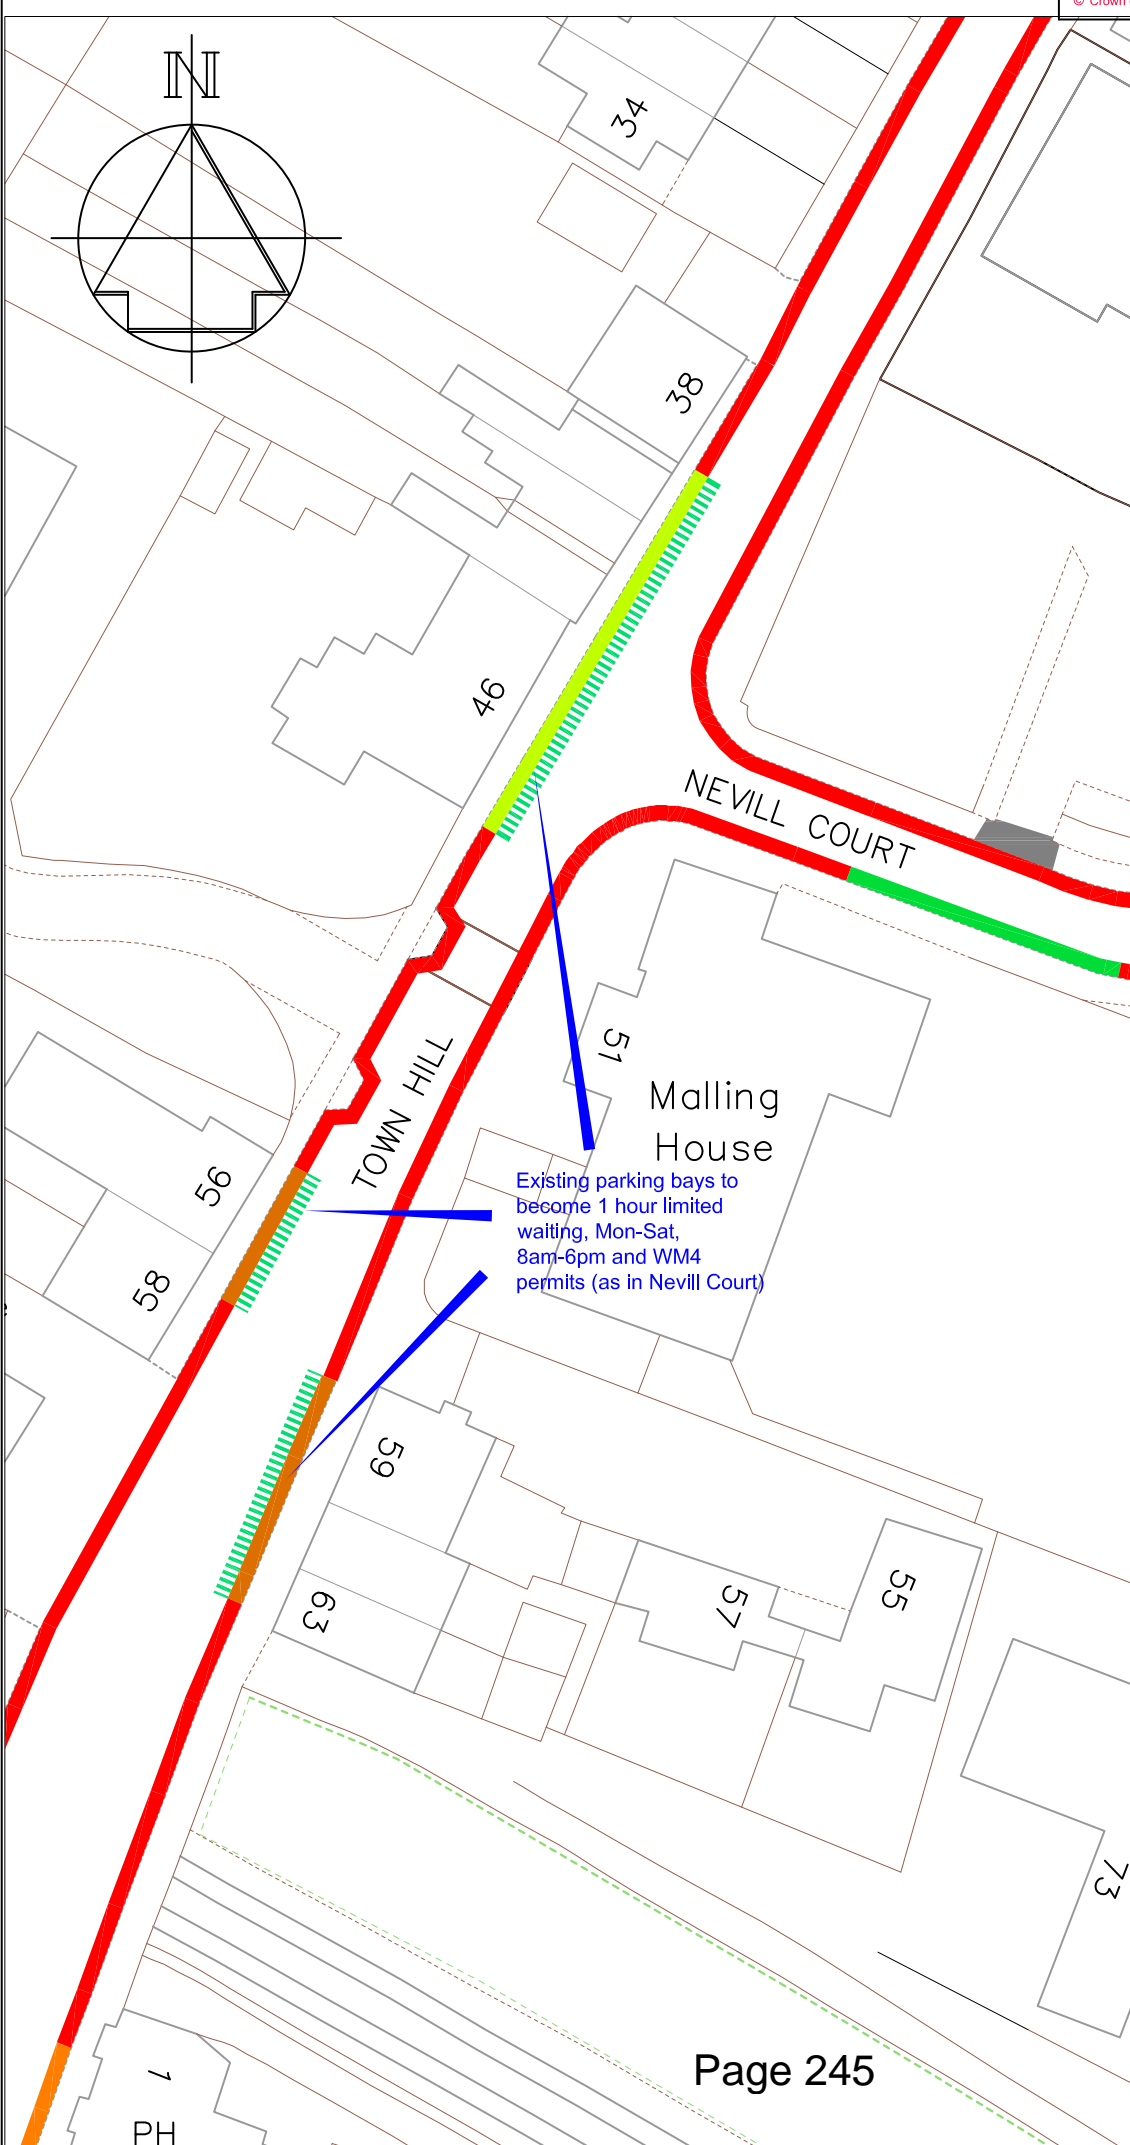 © Crown
N
34
38
46
NEVILL COURT
51
Malling
House
TOWN HILL
56
58
Existing parking bays to
become 1 hour limited
waiting, Mon-Sat,
8am-6pm and WM4
permits (as in Nevill Court)
59
63
57
55
73
Page 245
1
PH